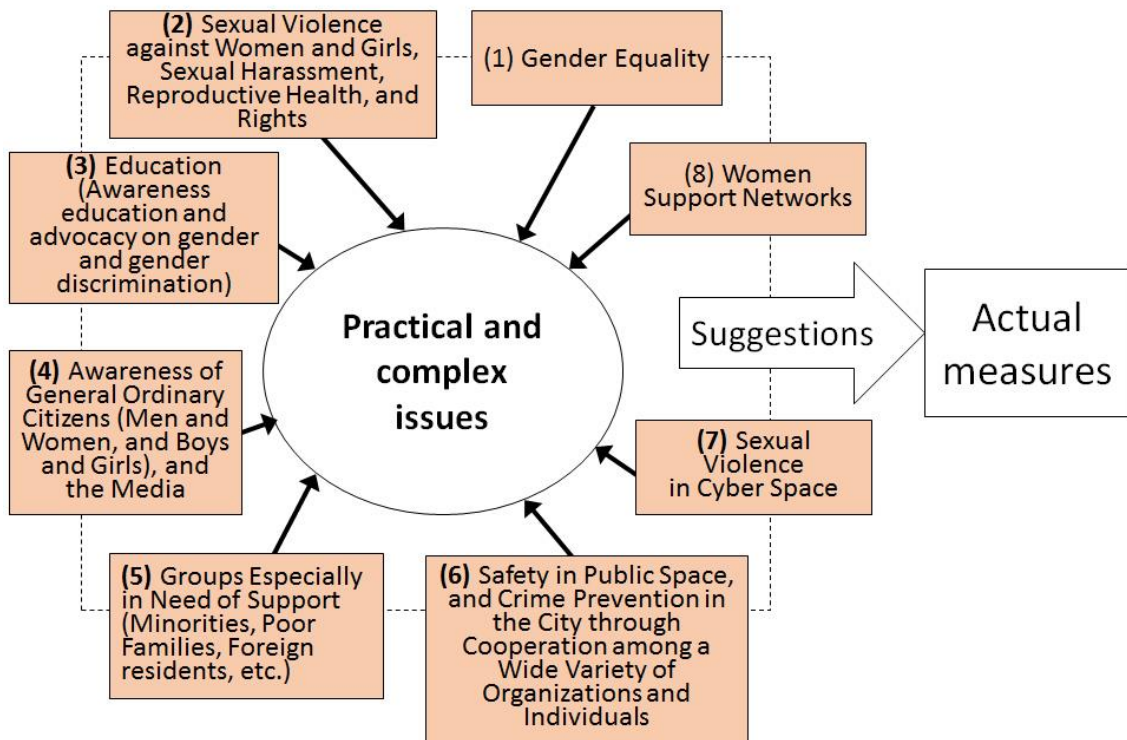 (1) Gender Equality
(2) Sexual Violence
against Women and Girls,
Sexual Harassment,
Reproductive Health, and
Rights
(3) Education
(Awareness
education and
advocacy on gender
and gender
discrimination)
(4) Awareness of
General Ordinary
Citizens (Men and
Women, and Boys
and Girls), and
the Media
(5) Groups Especially
in Need of Support
(Minorities, Poor
Families, Foreign
residents, etc.)
(6) Safety in Public Space,
and Crime Prevention in
the City through
Cooperation among a
Wide Variety of
Organizations and
Individuals
(7) Sexual
Violence
in Cyber Space
(8) Women
Support Networks
Practical and
complex
issues
Suggestions
Actual
measures